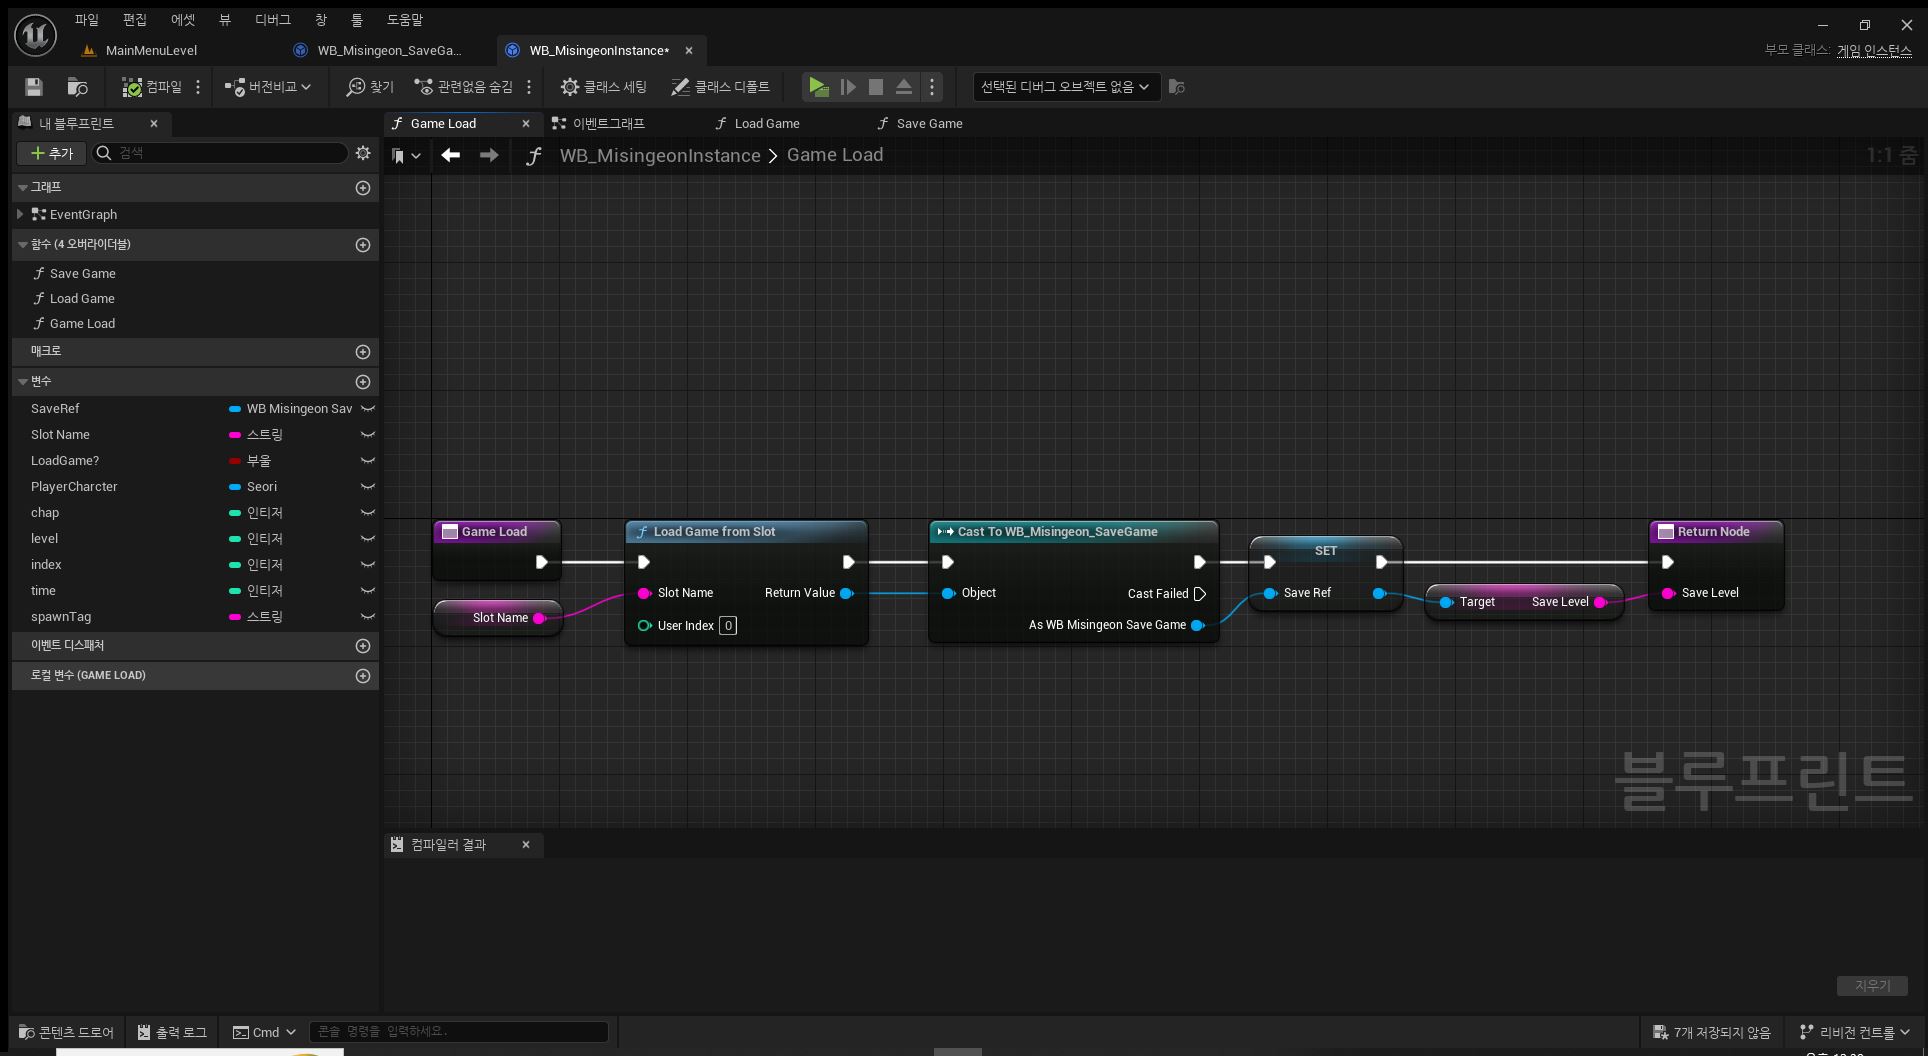 파일 편집 에셋 뷰 디버그 창 툴 도움말
MainMenuLevel
WB_Misingeon_SaveGa...
WB_MisingeonInstance*
부모 클래스: 게임 인스턴스
컴파일
버전비교
찾기
관련없음 숨김
클래스 세팅
클래스 디폴트
선택된 디버그 오브젝트 없음
내 블루프린트
추가
검색
그래프
EventGraph
함수 (4 오버라이더블)
Save Game
Load Game
Game Load
매크로
변수
SaveRef WB Misingeon Sav
Slot Name 스트링
LoadGame? 부울
PlayerCharcter Seori
chap 인티저
level 인티저
index 인티저
time 인티저
spawnTag 스트링
이벤트 디스패처
로컬 변수 (GAME LOAD)
Game Load
이벤트그래프
Load Game
Save Game
WB_MisingeonInstance > Game Load
1:1 줌
Game Load
Slot Name
Load Game from Slot
Slot Name Return Value
User Index 0
Cast To WB_Misingeon_SaveGame
Object Cast Failed
As WB Misingeon Save Game
SET
Save Ref
Target Save Level
Return Node
Save Level
블루프린트
컴파일러 결과
지우기
콘텐츠 드로어
출력 로그
Cmd
콘솔 명령을 입력하세요.
7개 저장되지 않음
리비전 컨트롤